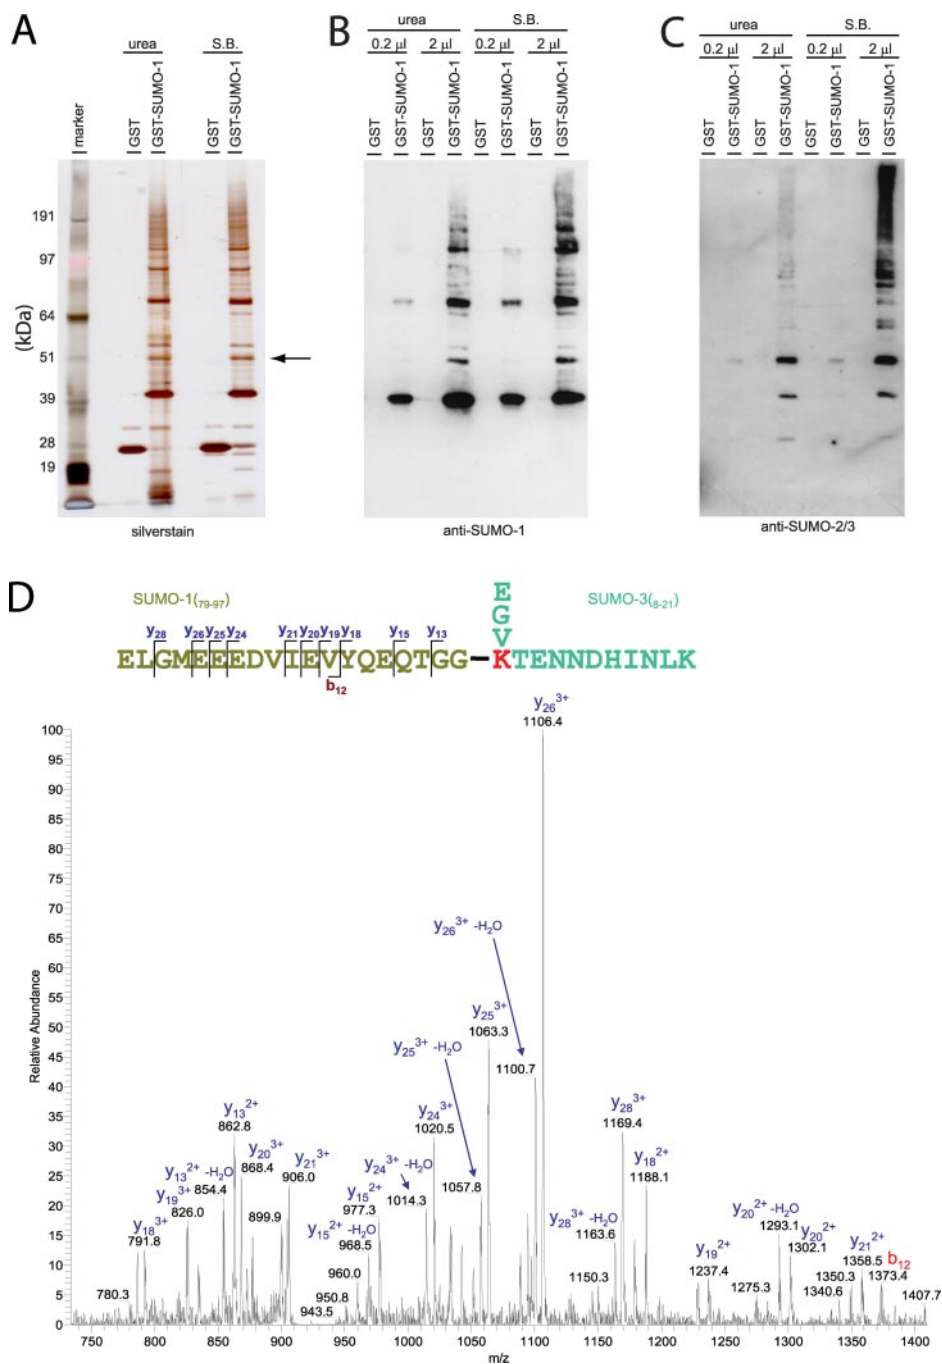 A
urea
S.B.
marker
GST
GST-SUMO-1
GST
GST-SUMO-1
191
97
64
51
39
28
19
(kDa)
silverstain
B
urea
S.B.
0.2 µl
2 µl
0.2 µl
2 µl
GST
GST-SUMO-1
GST
GST-SUMO-1
GST
GST-SUMO-1
GST
GST-SUMO-1
anti-SUMO-1
C
urea
S.B.
0.2 µl
2 µl
0.2 µl
2 µl
GST
GST-SUMO-1
GST
GST-SUMO-1
GST
GST-SUMO-1
GST
GST-SUMO-1
anti-SUMO-2/3
D
SUMO-1(79-97)
SUMO-3(8-21)
y28 y26 y25 y24 y21 y20 y19 y18 y15 y13
E
G
V
ELGMEEEDVIEVYQEQTGG–KTENNDHINLK
b12
Relative Abundance
100
95
90
85
80
75
70
65
60
55
50
45
40
35
30
25
20
15
10
5
0
y26 3+
1106.4
y26 3+ -H2O
1100.7
y25 3+
1063.3
y25 3+ -H2O
1057.8
y24 3+
1020.5
y24 3+ -H2O
1014.3
y13 2+
862.8
y13 2+ -H2O
854.4
y20 3+
868.4
y21 3+
906.0
y19 3+
826.0
y18 3+
791.8
780.3
899.9
y15 2+
977.3
y15 2+ -H2O
968.5
960.0
950.8
943.5
y28 3+
1169.4
y18 2+
1188.1
y28 3+ -H2O
1163.6
1150.3
y19 2+
1237.4
y20 2+ -H2O
1293.1
y20 2+
1302.1
1275.3
y21 2+
1358.5
1350.3
1340.6
b12
1373.4
1407.7
750 800 850 900 950 1000 1050 1100 1150 1200 1250 1300 1350 1400
m/z